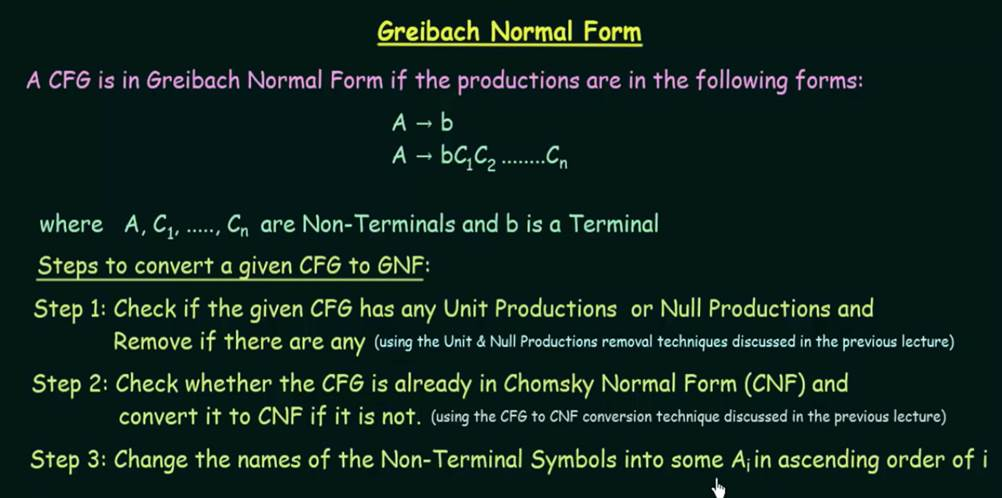 Greibach Normal Form
A CFG is in Greibach Normal Form if the productions are in the following forms:
A → b
A → bC₁C₂ ........Cₙ
where A, C₁, ....., Cₙ are Non-Terminals and b is a Terminal
Steps to convert a given CFG to GNF:
Step 1: Check if the given CFG has any Unit Productions or Null Productions and
Remove if there are any (using the Unit & Null Productions removal techniques discussed in the previous lecture)
Step 2: Check whether the CFG is already in Chomsky Normal Form (CNF) and
convert it to CNF if it is not. (using the CFG to CNF conversion technique discussed in the previous lecture)
Step 3: Change the names of the Non-Terminal Symbols into some Aᵢ in ascending order of i